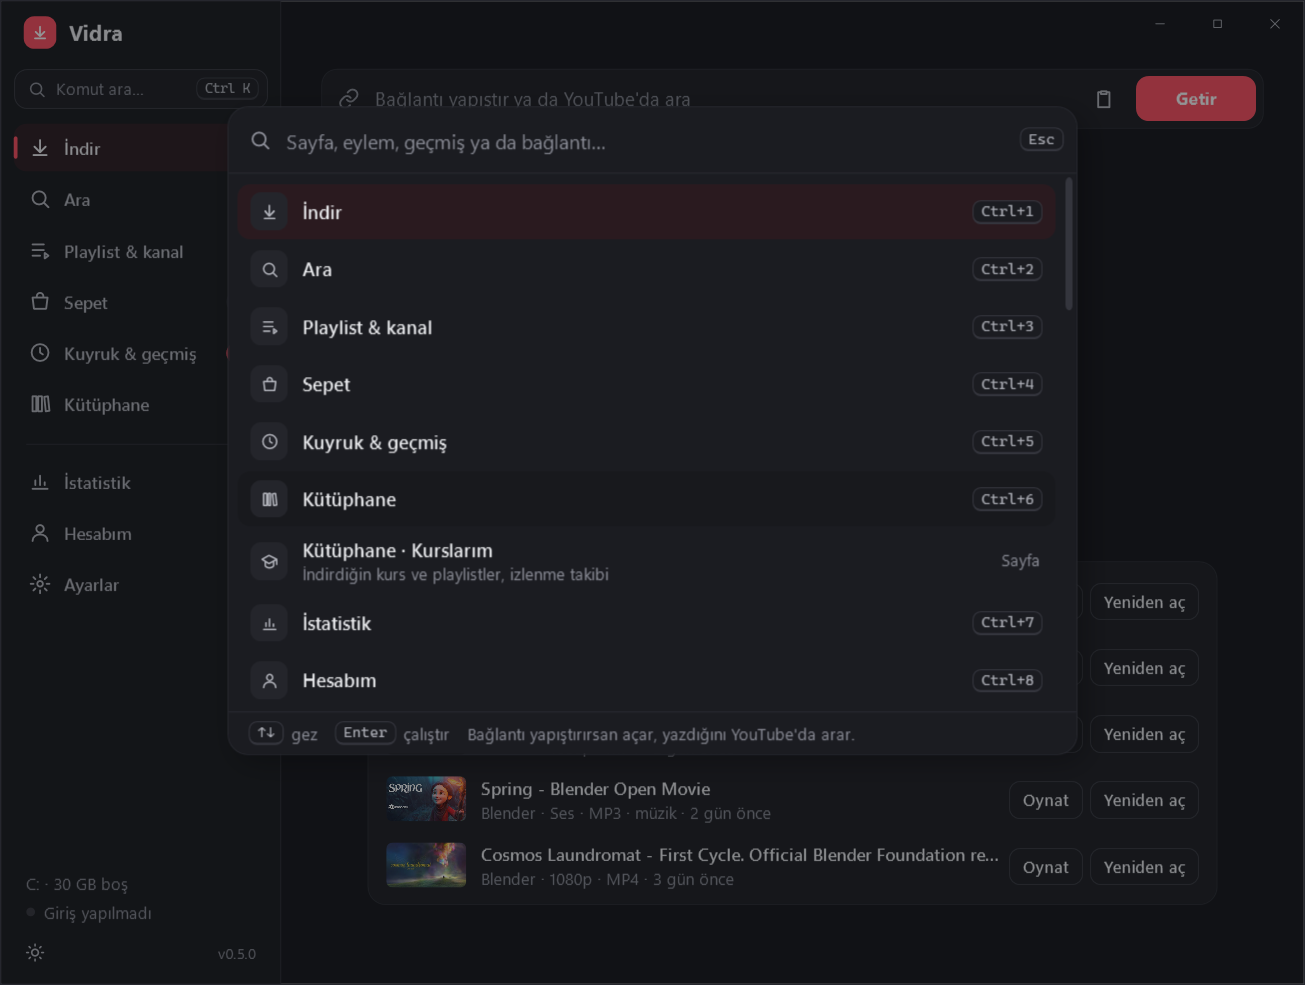 Vidra
Komut ara...
Ctrl K
Bağlantı yapıştır ya da YouTube'da ara
Getir
İndir
Ara
Playlist & kanal
Sepet
Kuyruk & geçmiş
Kütüphane
İstatistik
Hesabım
Ayarlar
Sayfa, eylem, geçmiş ya da bağlantı...
Esc
İndir
Ctrl+1
Ara
Ctrl+2
Playlist & kanal
Ctrl+3
Sepet
Ctrl+4
Kuyruk & geçmiş
Ctrl+5
Kütüphane
Ctrl+6
Kütüphane · Kurslarım
İndirdiğin kurs ve playlistler, izlenme takibi
Sayfa
İstatistik
Ctrl+7
Hesabım
Ctrl+8
↑↓ gez Enter çalıştır Bağlantı yapıştırırsan açar, yazdığını YouTube'da arar.
Yeniden aç
Yeniden aç
Yeniden aç
SPRiNG
Spring - Blender Open Movie
Blender · Ses · MP3 · müzik · 2 gün önce
Oynat
Yeniden aç
Cosmos Laundromat - First Cycle. Official Blender Foundation re...
Blender · 1080p · MP4 · 3 gün önce
Oynat
Yeniden aç
C: · 30 GB boş
Giriş yapılmadı
v0.5.0